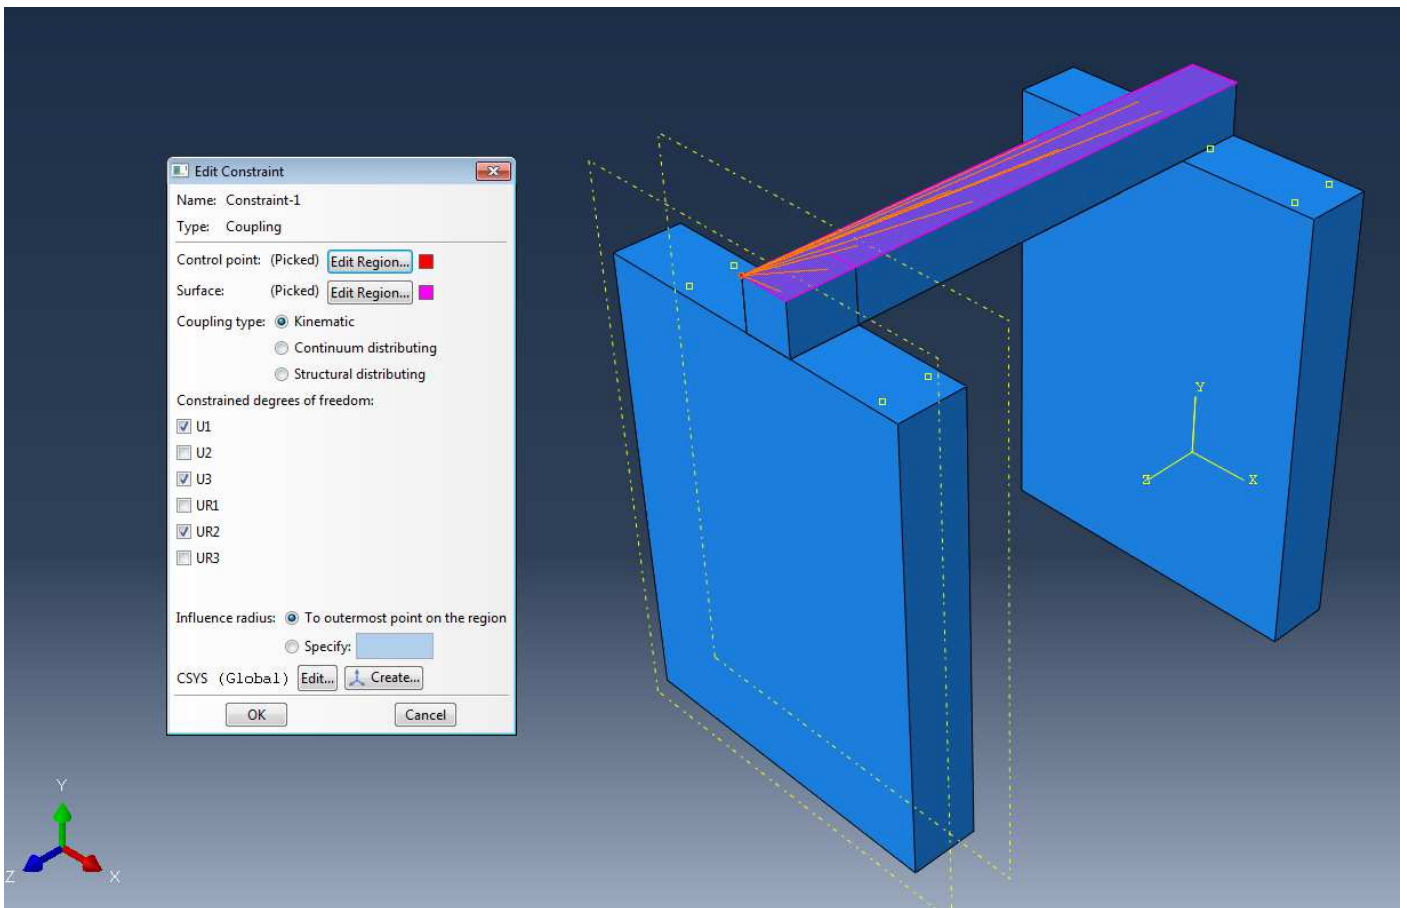 Edit Constraint
Name: Constraint-1
Type: Coupling
Control point: (Picked) Edit Region...
Surface: (Picked) Edit Region...
Coupling type: Kinematic
Continuum distributing
Structural distributing
Constrained degrees of freedom:
U1
U2
U3
UR1
UR2
UR3
Influence radius: To outermost point on the region
Specify:
CSYS (Global) Edit... Create...
OK Cancel
Y
Z X
Y
Z X